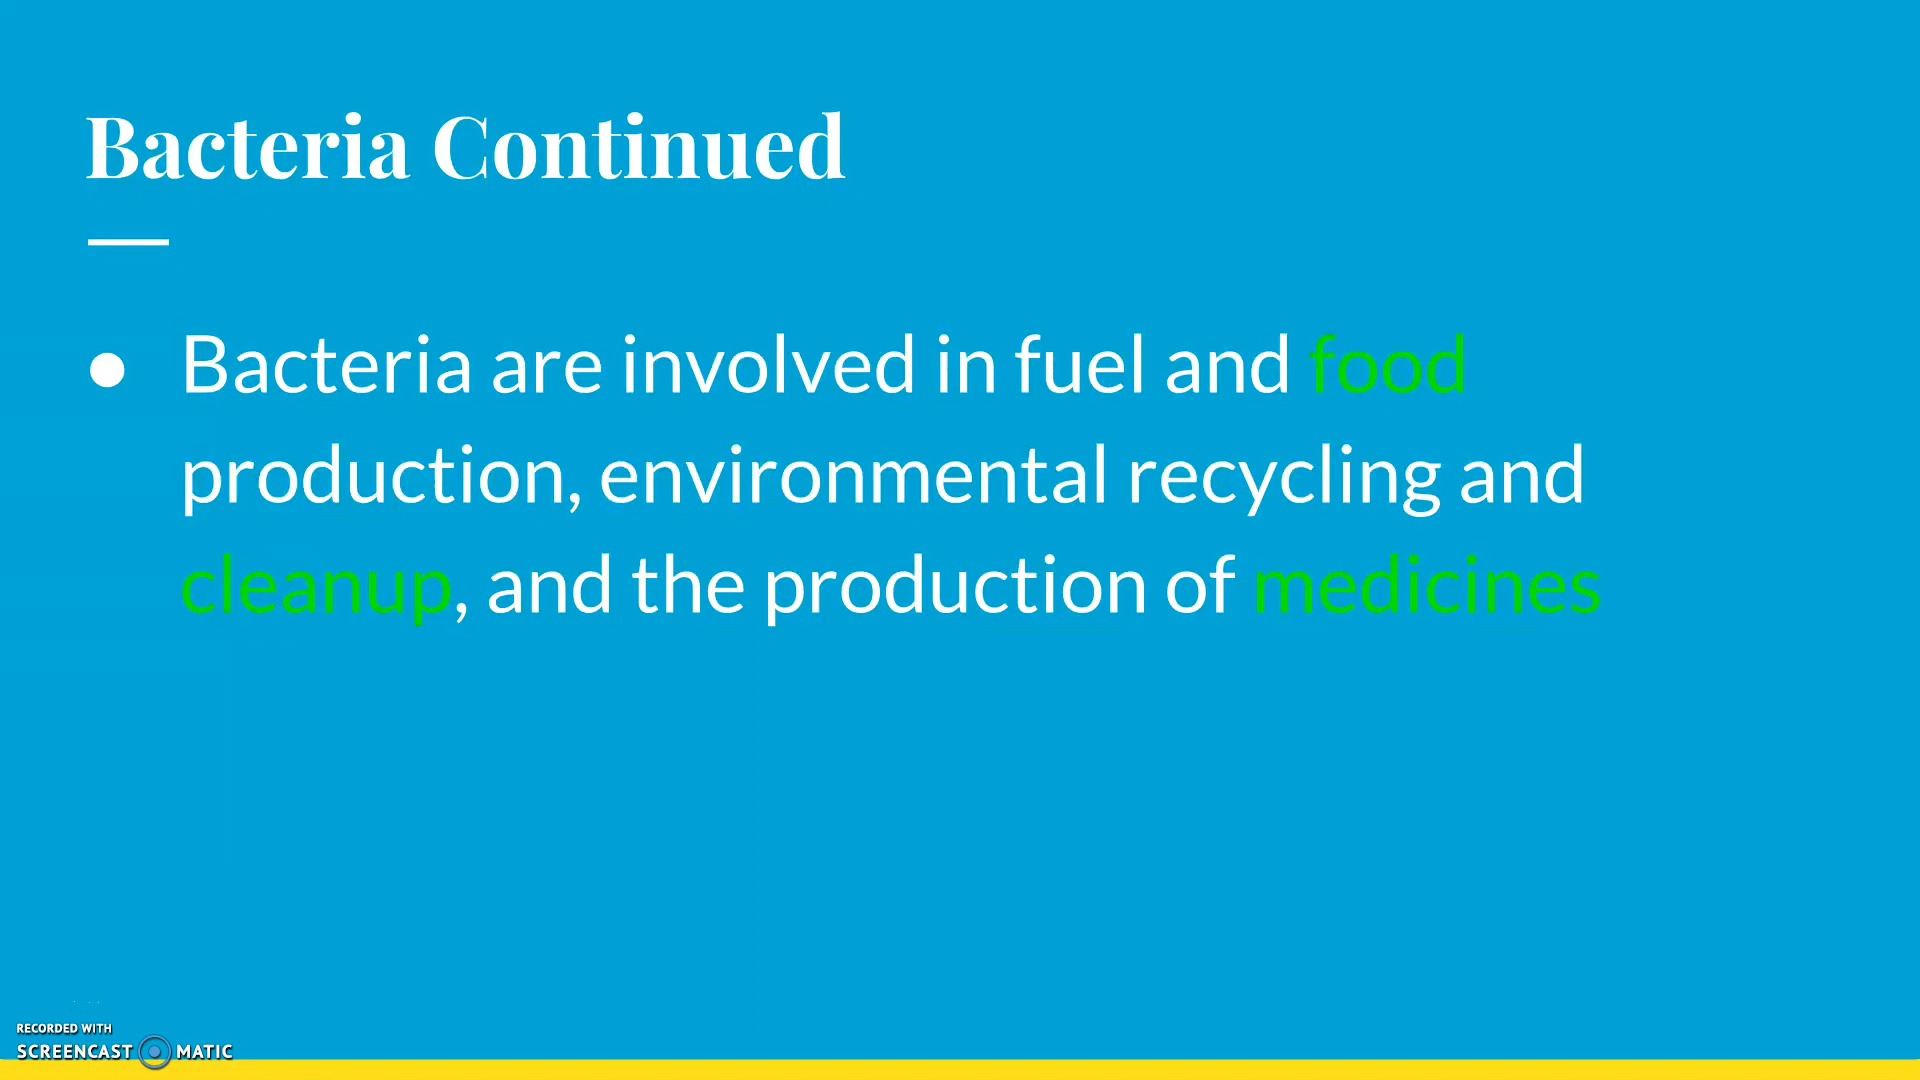 Bacteria Continued
● Bacteria are involved in fuel and food
production, environmental recycling and
cleanup, and the production of medicines
RECORDED WITH
SCREENCAST MATIC